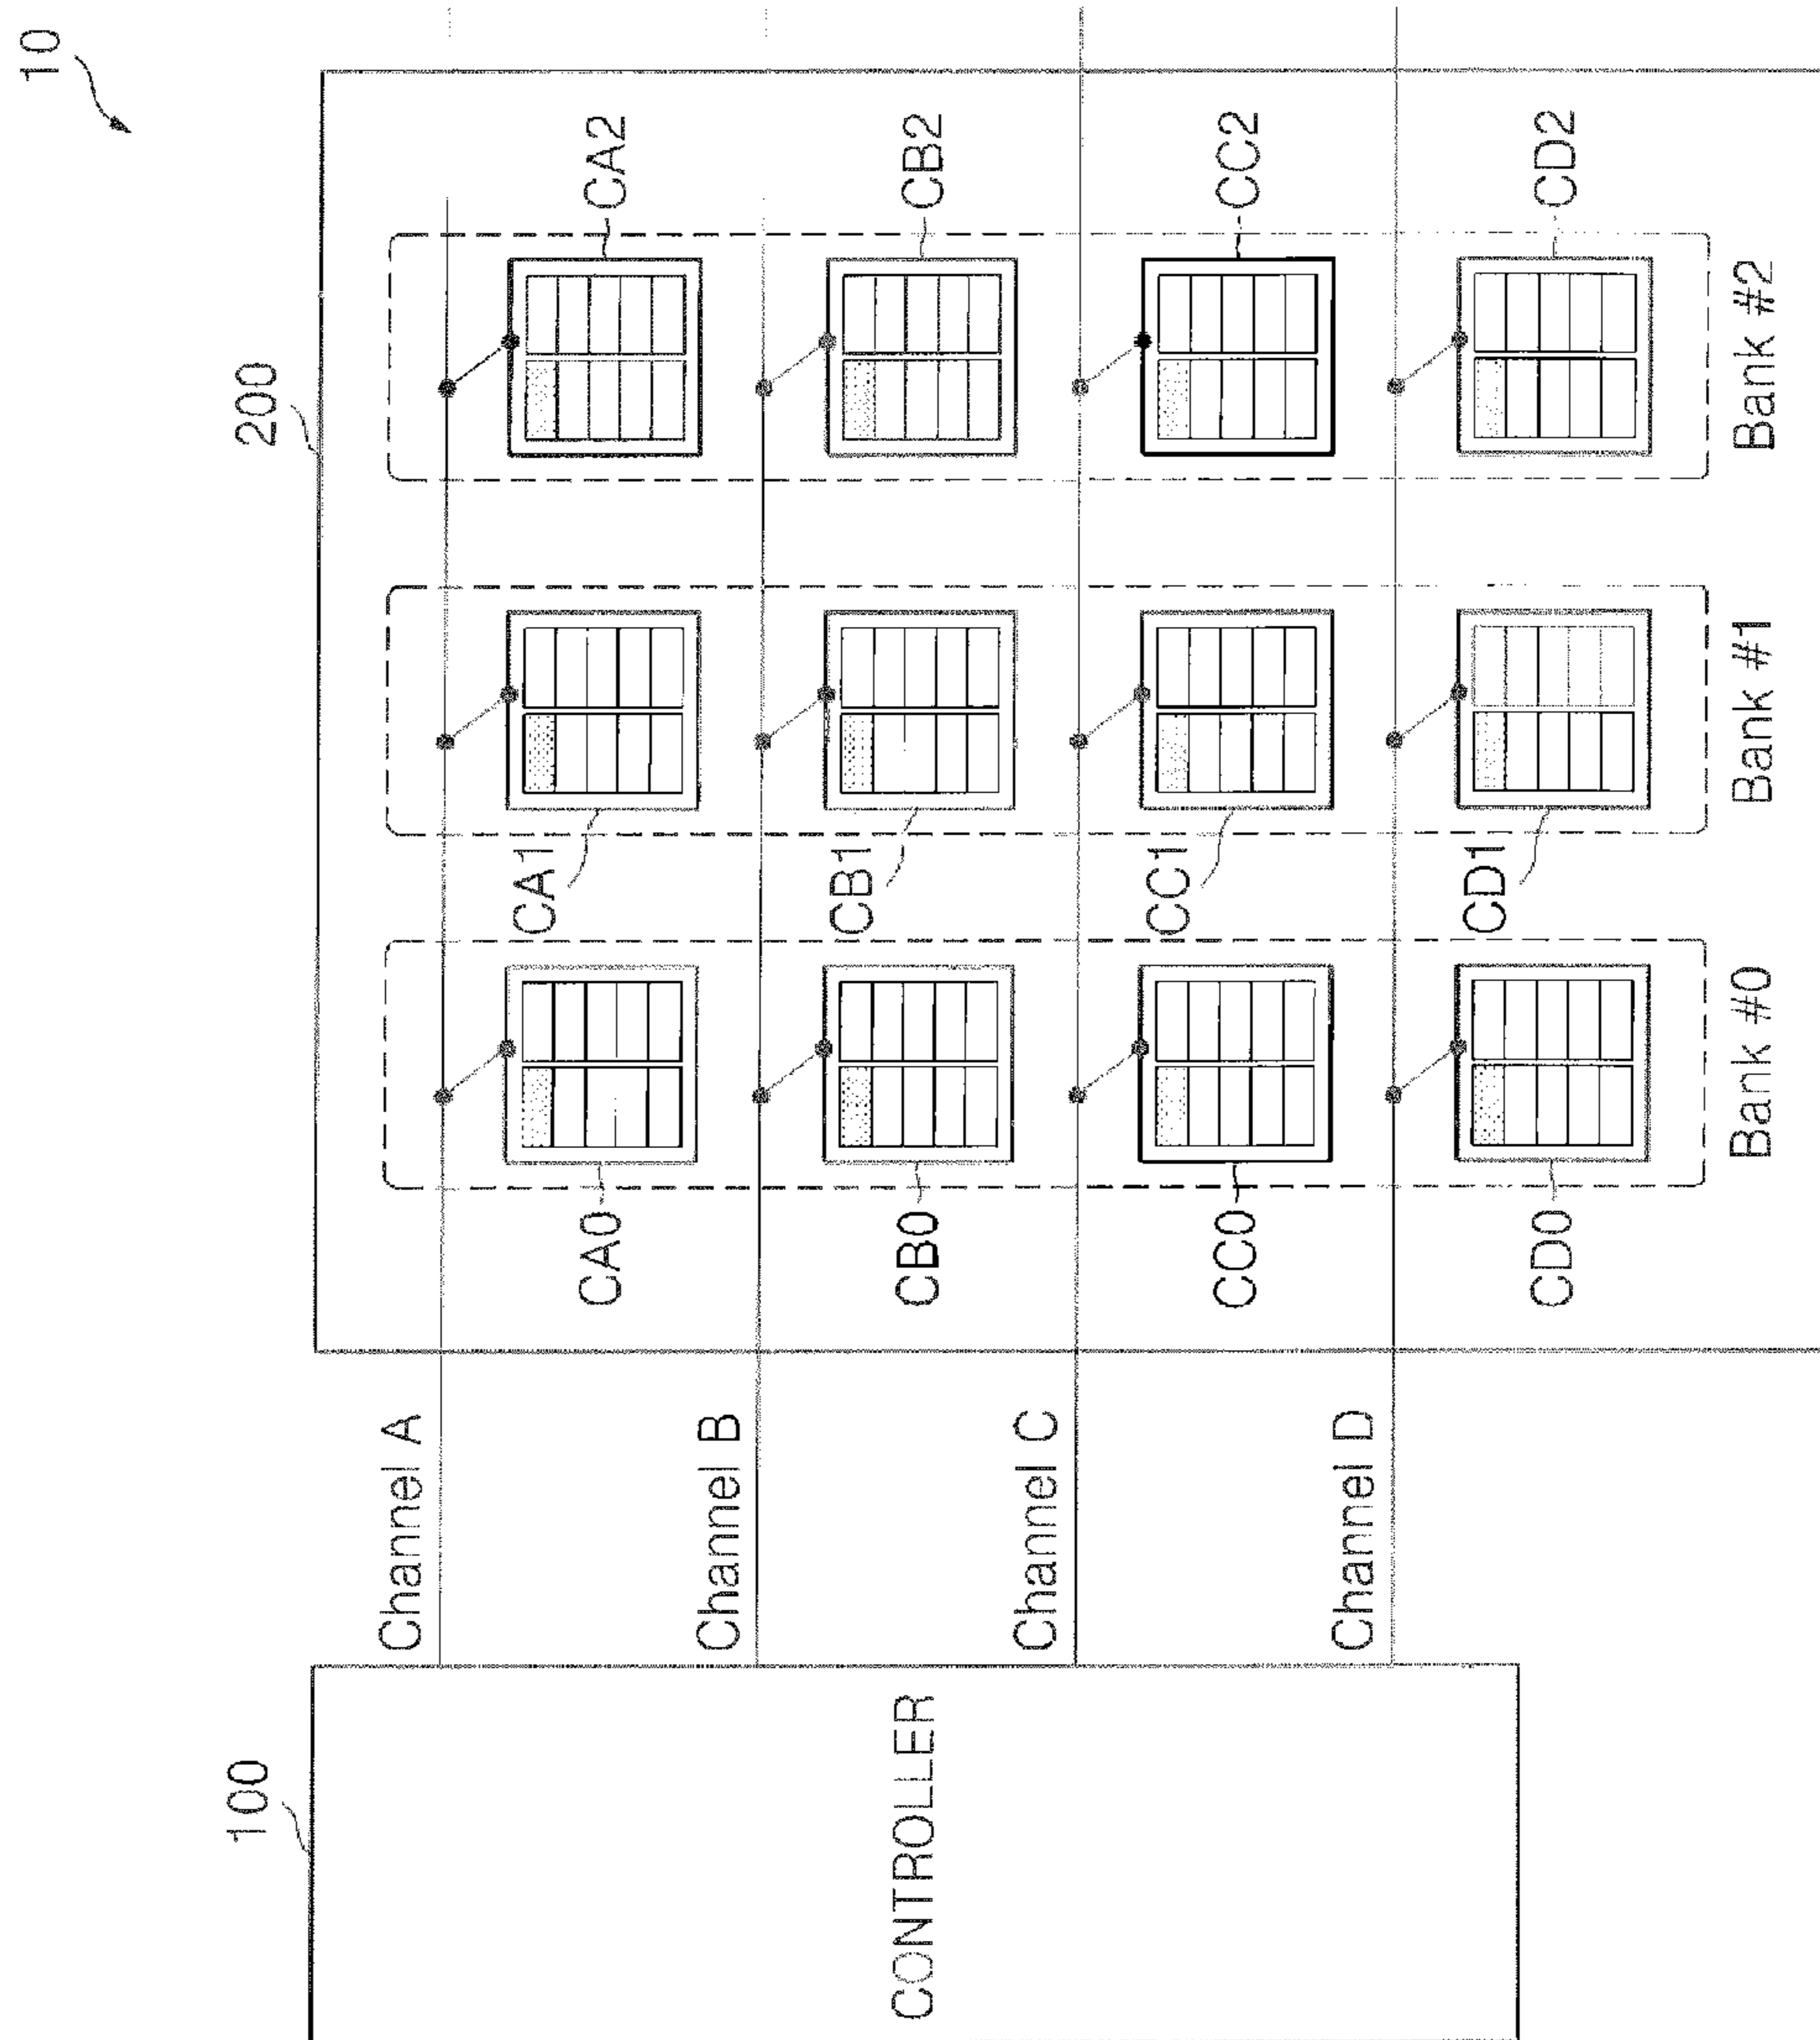 10
100
200
CONTROLLER
Channel A
CA0
CA1
CA2
Channel B
CB0
CB1
CB2
Channel C
CC0
CC1
CC2
Channel D
CD0
CD1
CD2
Bank #0
Bank #1
Bank #2